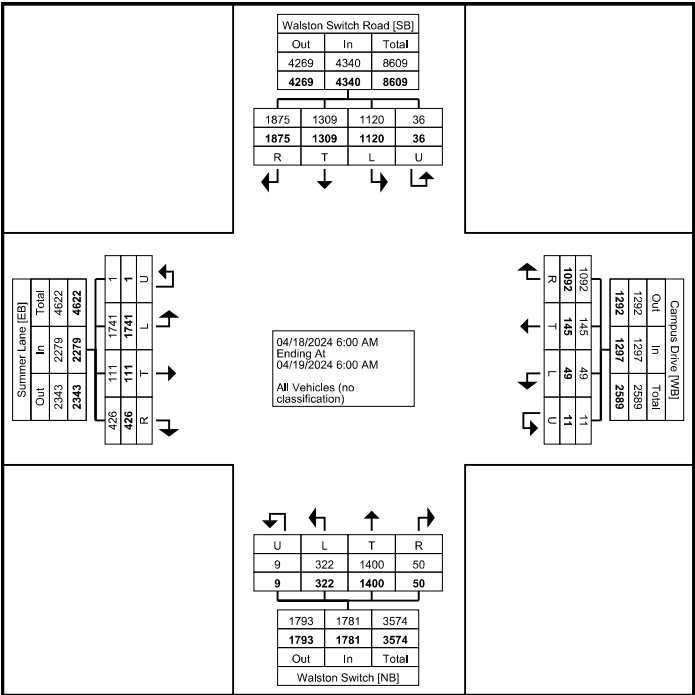 Walston Switch Road [SB]
Out In Total
4269 4340 8609
4269 4340 8609
1875 1309 1120 36
1875 1309 1120 36
R T L U
Summer Lane [EB]
Total In Out
4622 2279 2343
4622 2279 2343
1 1741 111 426
1 1741 111 426
U L T R
04/18/2024 6:00 AM
Ending At
04/19/2024 6:00 AM
All Vehicles (no
classification)
Campus Drive [WB]
Out In Total
1292 1297 2589
1292 1297 2589
1092 145 49 11
1092 145 49 11
R T L U
U L T R
9 322 1400 50
9 322 1400 50
1793 1781 3574
1793 1781 3574
Out In Total
Walston Switch [NB]